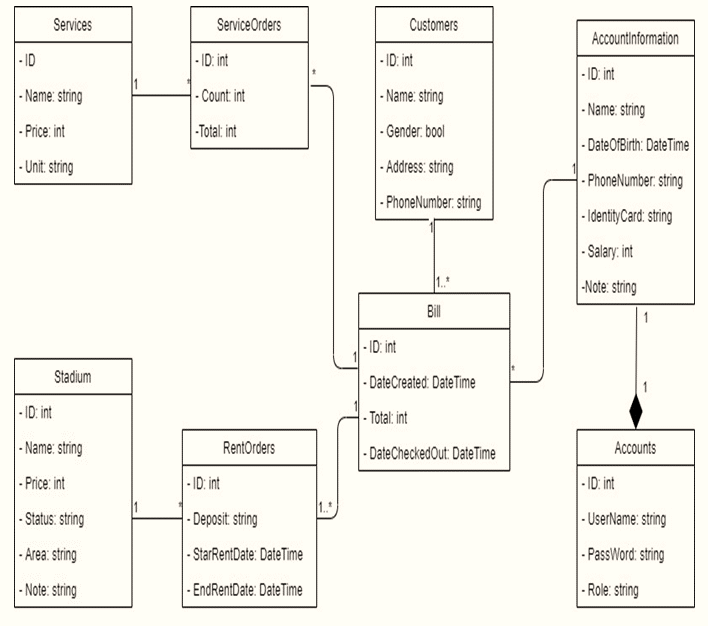 Services
- ID
- Name: string
- Price: int
- Unit: string
1
*
ServiceOrders
- ID: int
- Count: int
-Total: int
*
Customers
- ID: int
- Name: string
- Gender: bool
- Address: string
- PhoneNumber: string
1
1..*
AccountInformation
- ID: int
- Name: string
- DateOfBirth: DateTime
- PhoneNumber: string
- IdentityCard: string
- Salary: int
-Note: string
1
1
1
Bill
- ID: int
- DateCreated: DateTime
- Total: int
- DateCheckedOut: DateTime
1
1
*
Stadium
- ID: int
- Name: string
- Price: int
- Status: string
- Area: string
- Note: string
1
*
RentOrders
- ID: int
- Deposit: string
- StarRentDate: DateTime
- EndRentDate: DateTime
1..*
Accounts
- ID: int
- UserName: string
- PassWord: string
- Role: string